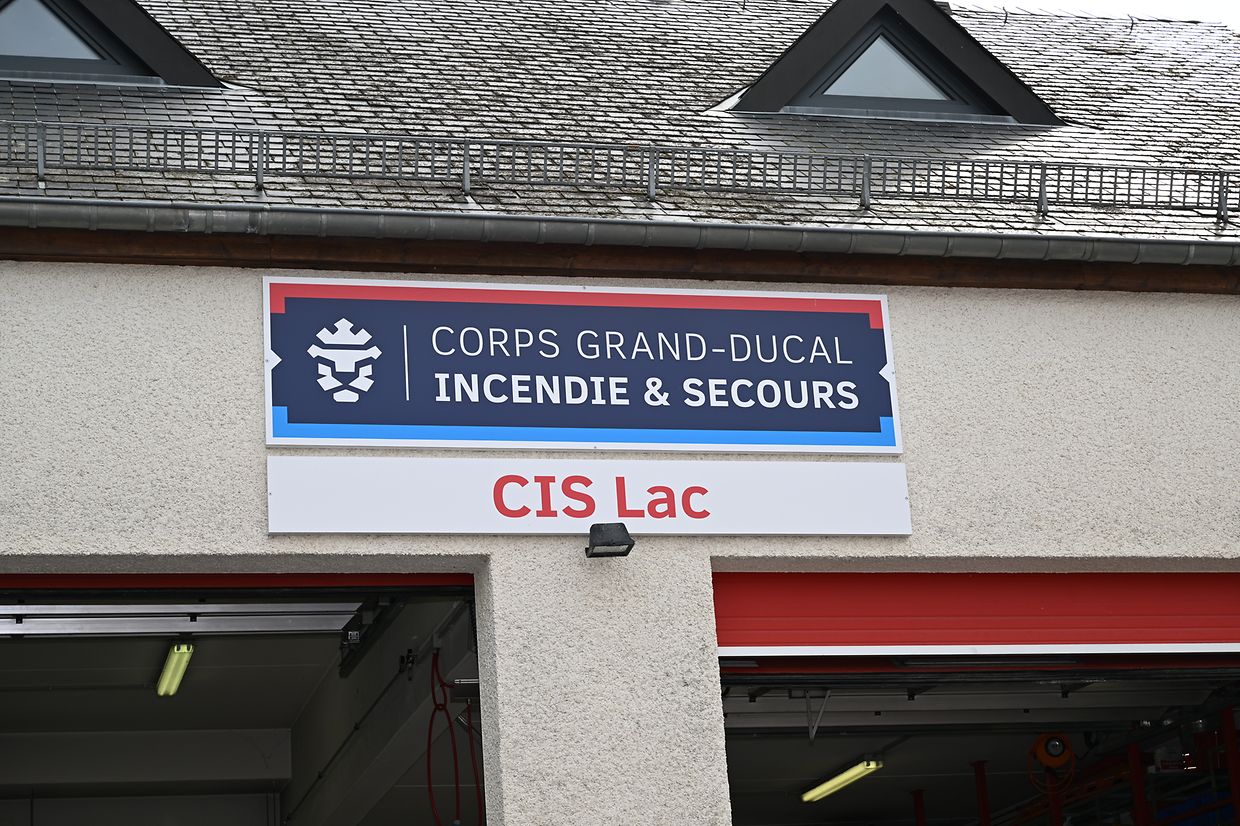 CORPS GRAND-DUCAL
INCENDIE & SECOURS
CIS Lac